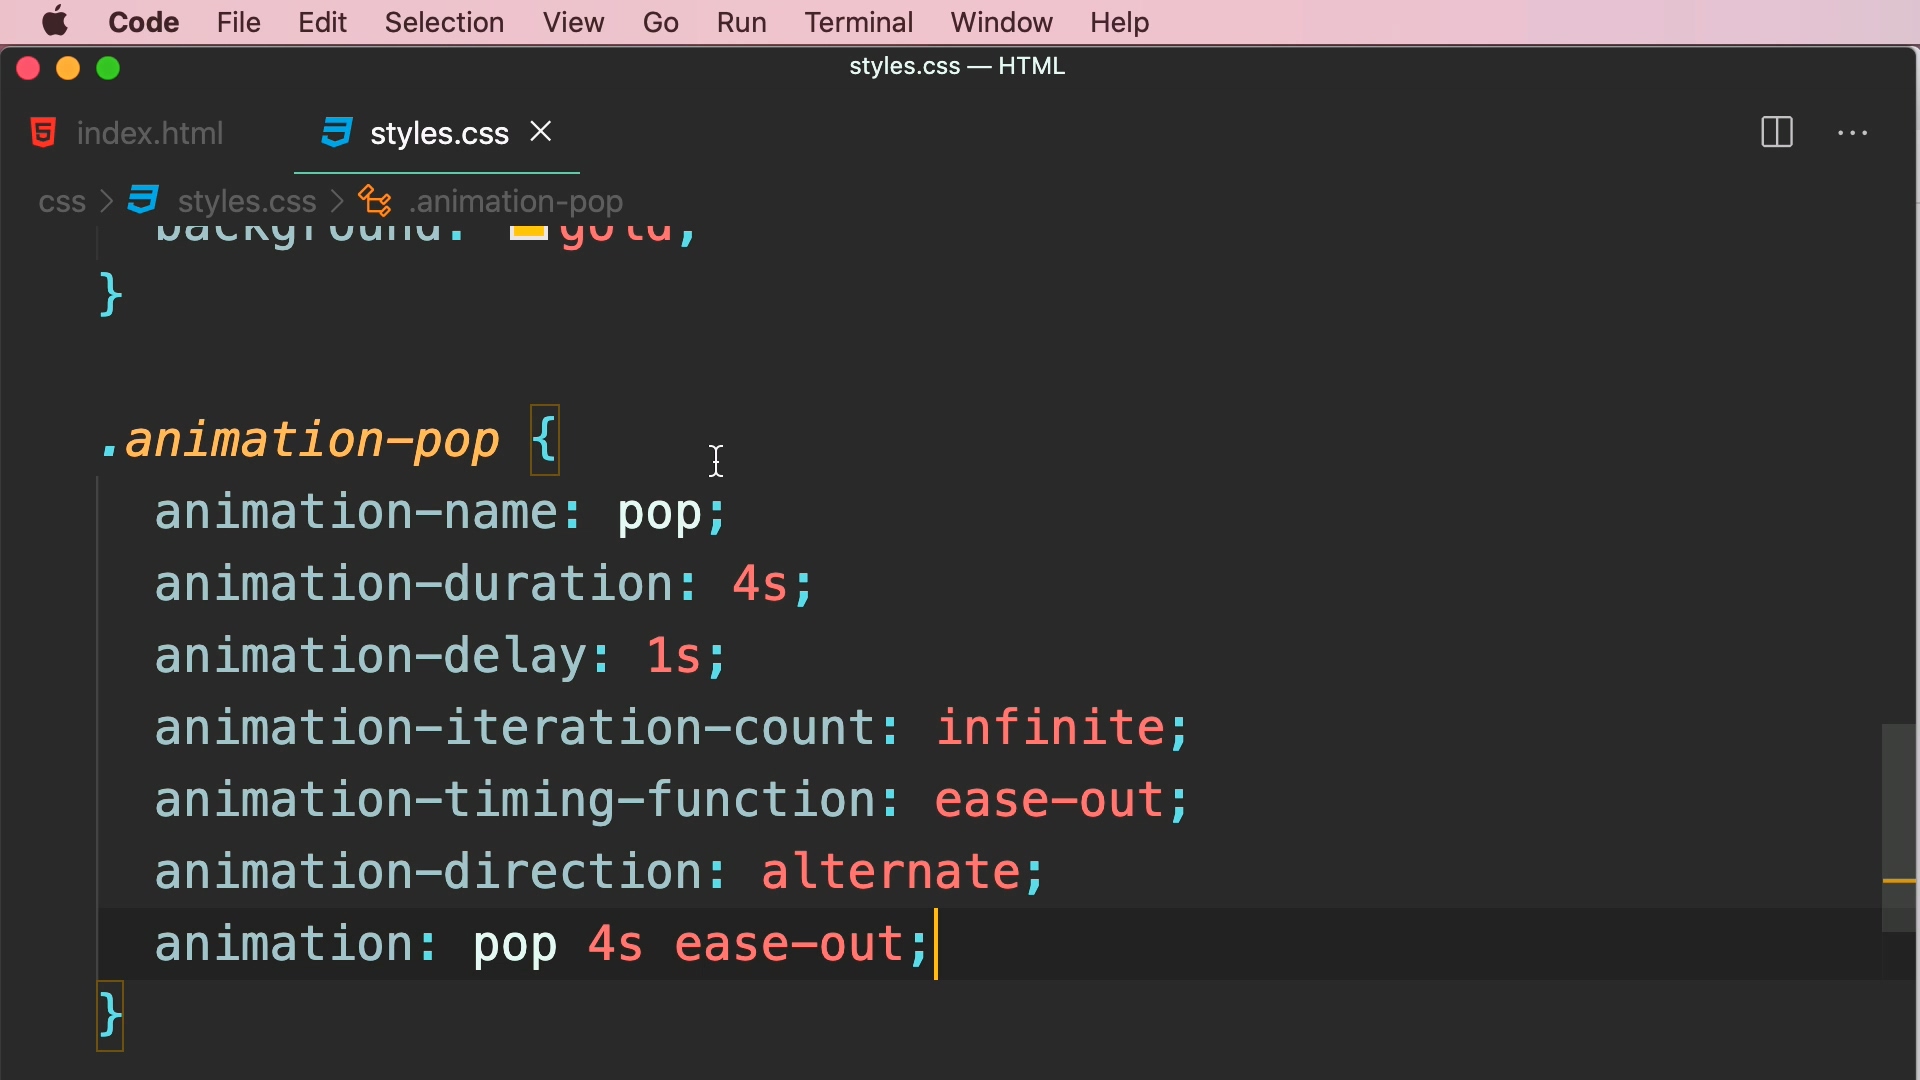 Code File Edit Selection View Go Run Terminal Window Help
styles.css — HTML
index.html styles.css
css > styles.css > .animation-pop
background: gold;
}
.animation-pop {
animation-name: pop;
animation-duration: 4s;
animation-delay: 1s;
animation-iteration-count: infinite;
animation-timing-function: ease-out;
animation-direction: alternate;
animation: pop 4s ease-out;
}